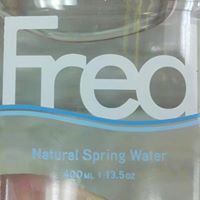 Fred
Natural Spring Water
400ML | 13.5oz